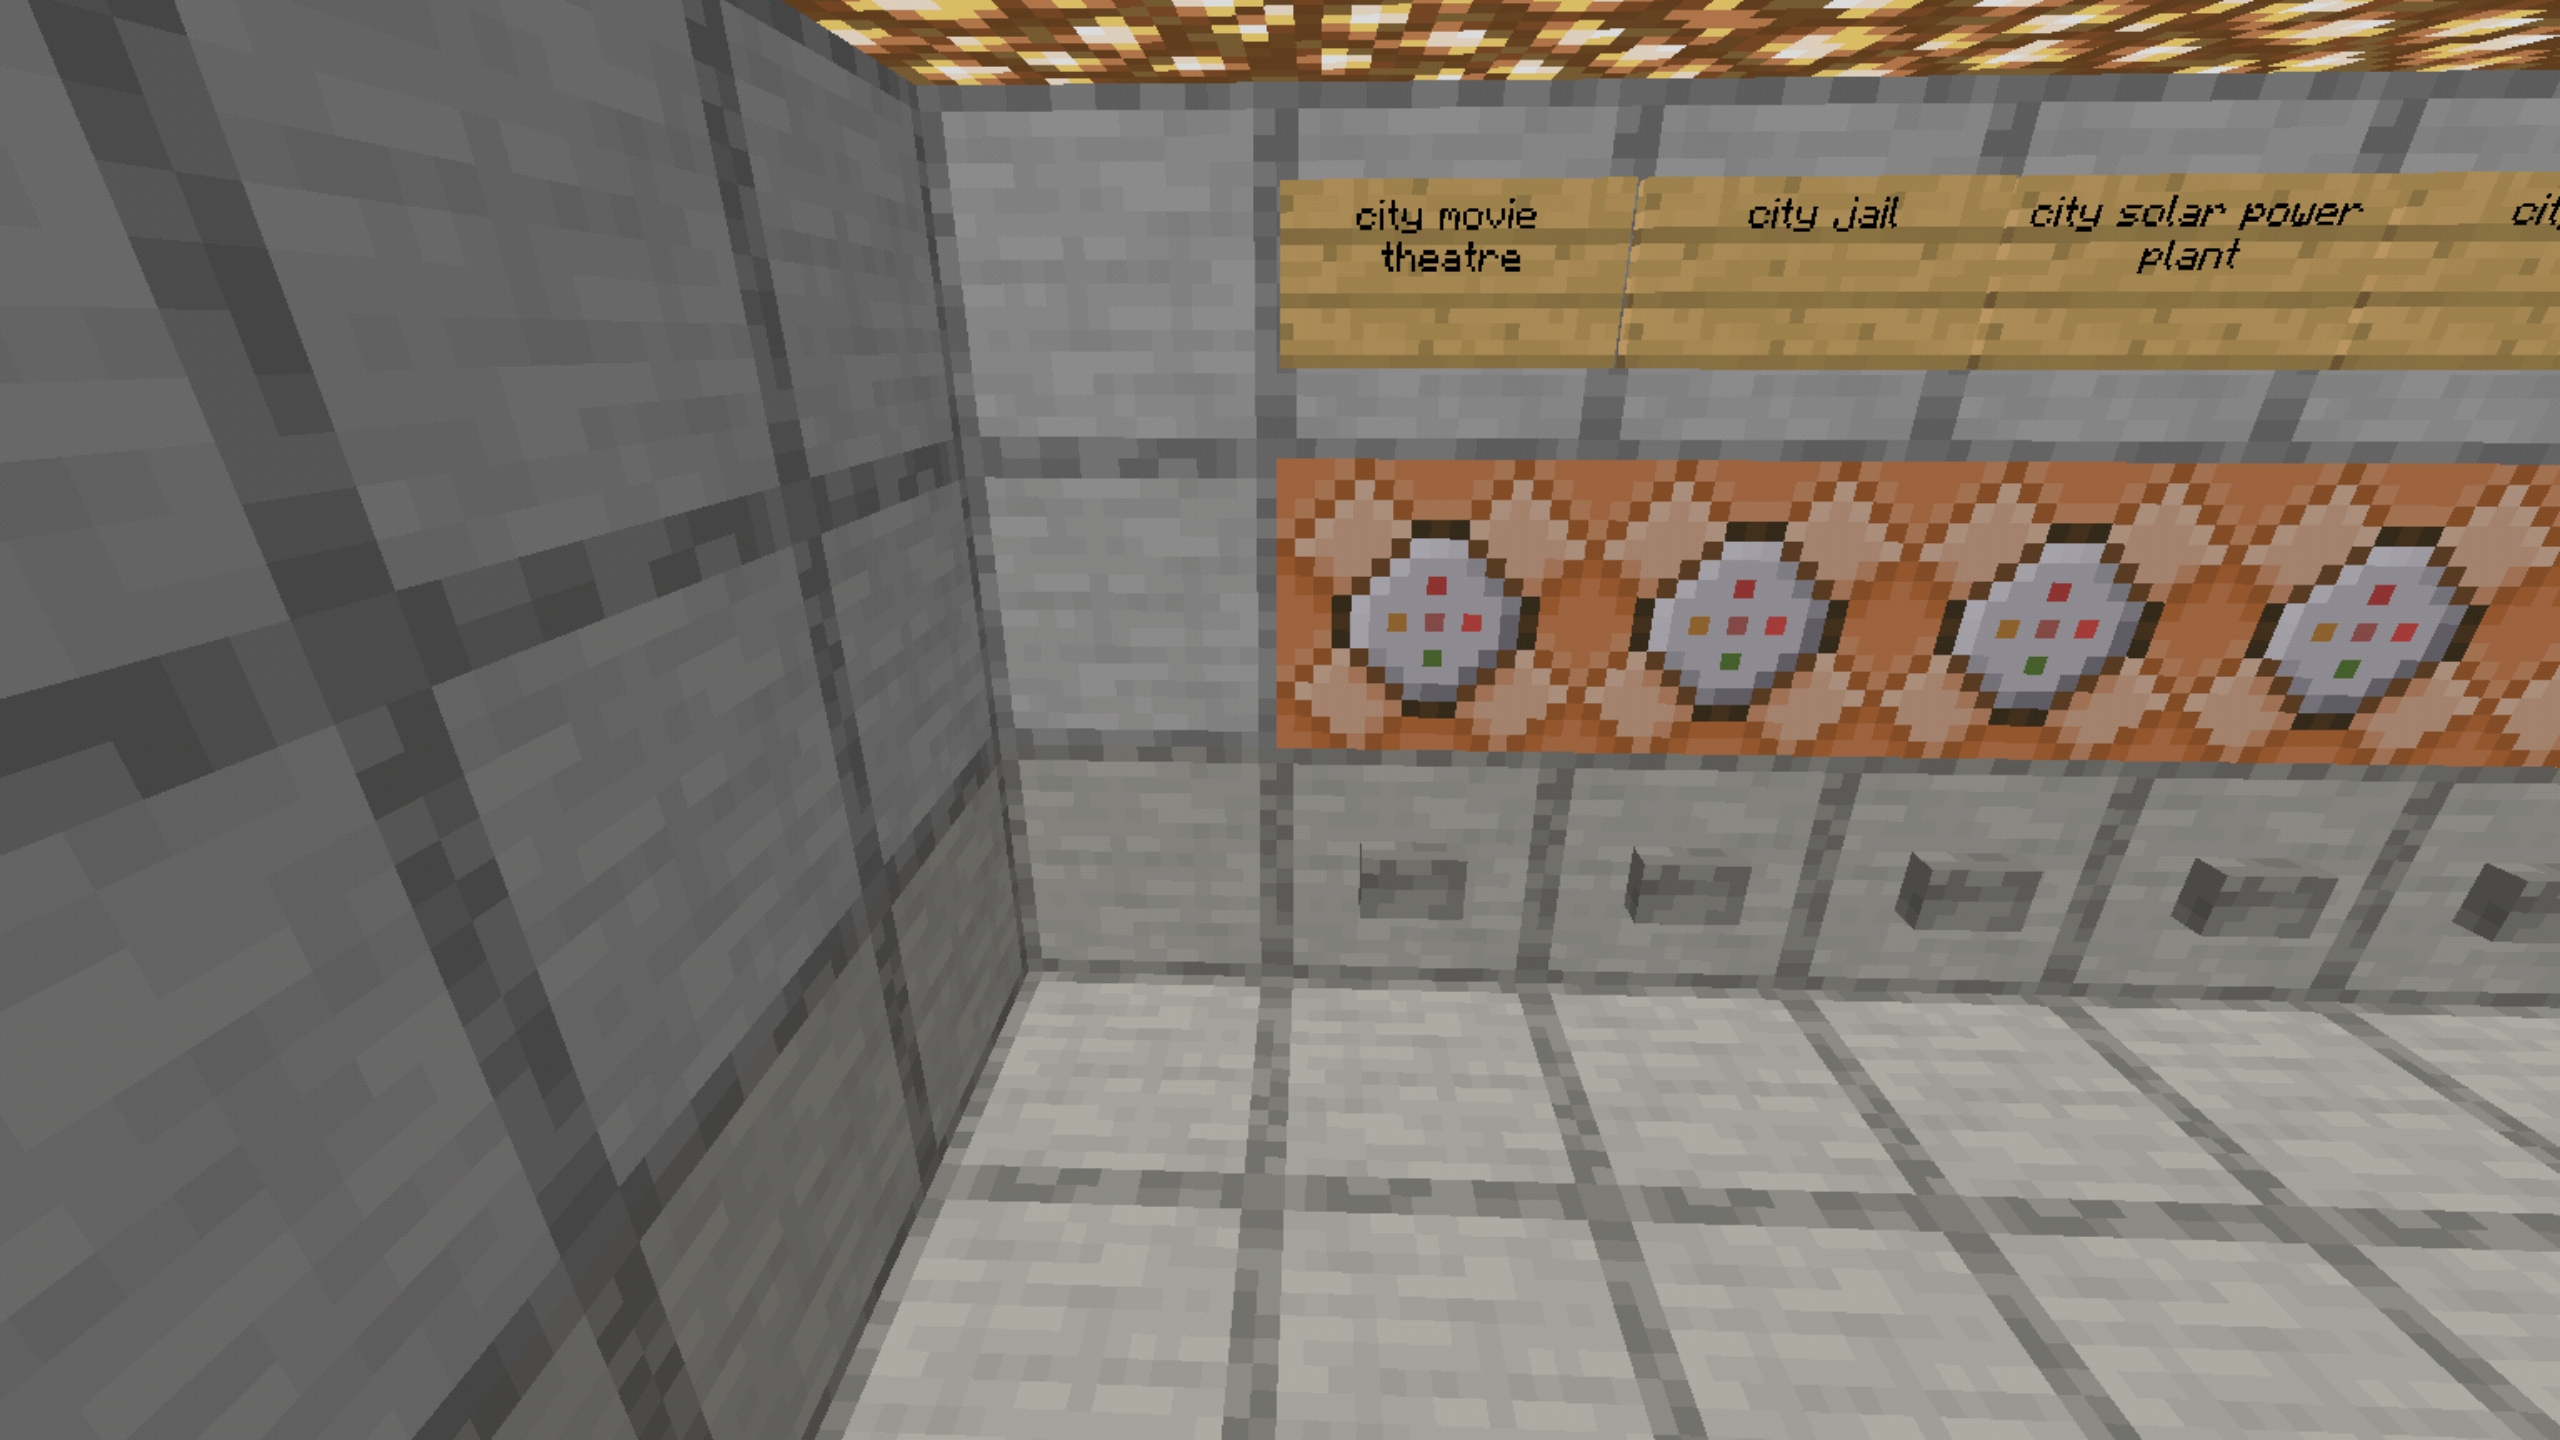 city movie
theatre
city jail
city solar power
plant